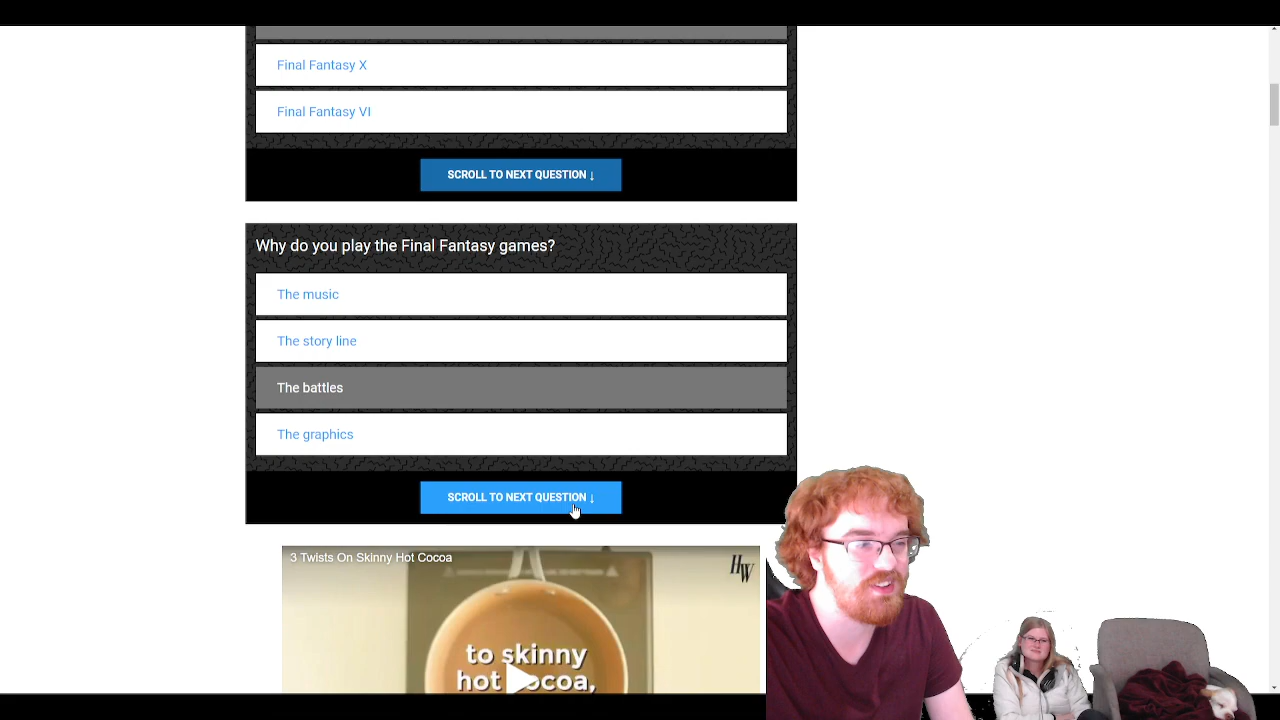 Final Fantasy X
Final Fantasy VI
SCROLL TO NEXT QUESTION ↓
Why do you play the Final Fantasy games?
The music
The story line
The battles
The graphics
SCROLL TO NEXT QUESTION ↓
3 Twists On Skinny Hot Cocoa
HW
to skinny
hot cocoa,